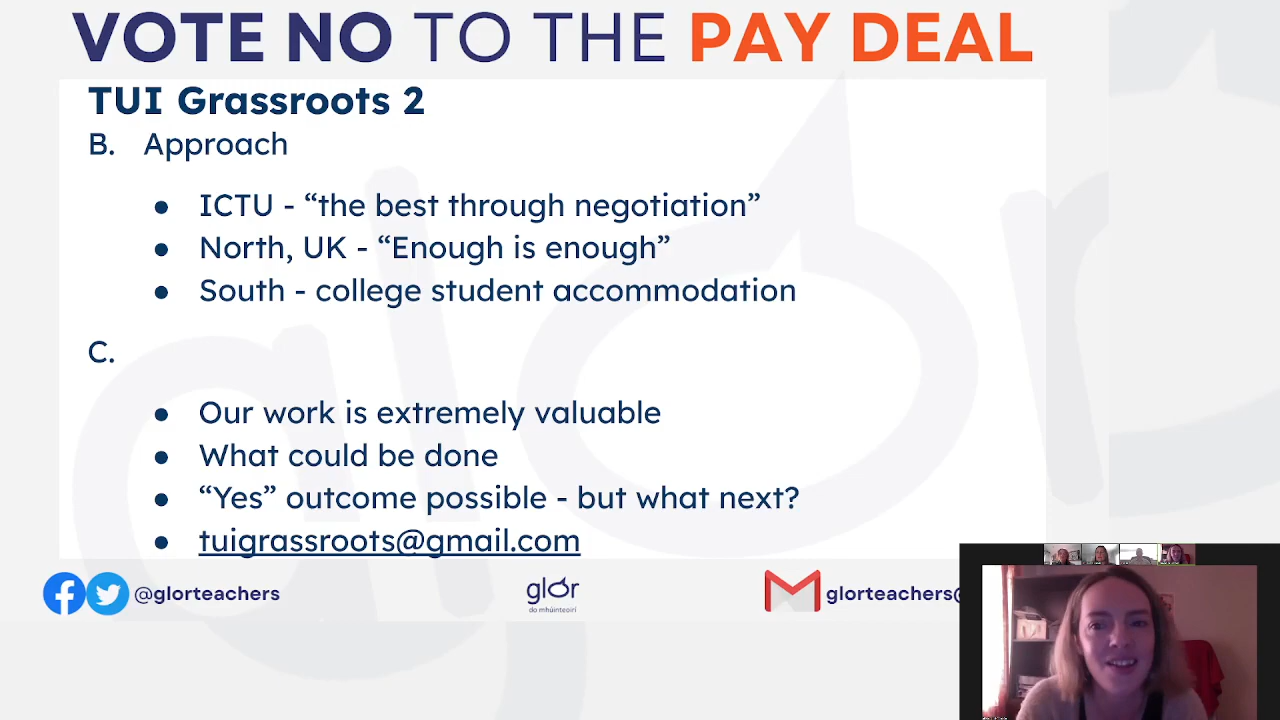 VOTE NO TO THE PAY DEAL
TUI Grassroots 2
B. Approach
● ICTU - “the best through negotiation”
● North, UK - “Enough is enough”
● South - college student accommodation
C.
● Our work is extremely valuable
● What could be done
● “Yes” outcome possible - but what next?
● tuigrassroots@gmail.com
@glorteachers
glór
do mhúinteoirí
glorteachers@